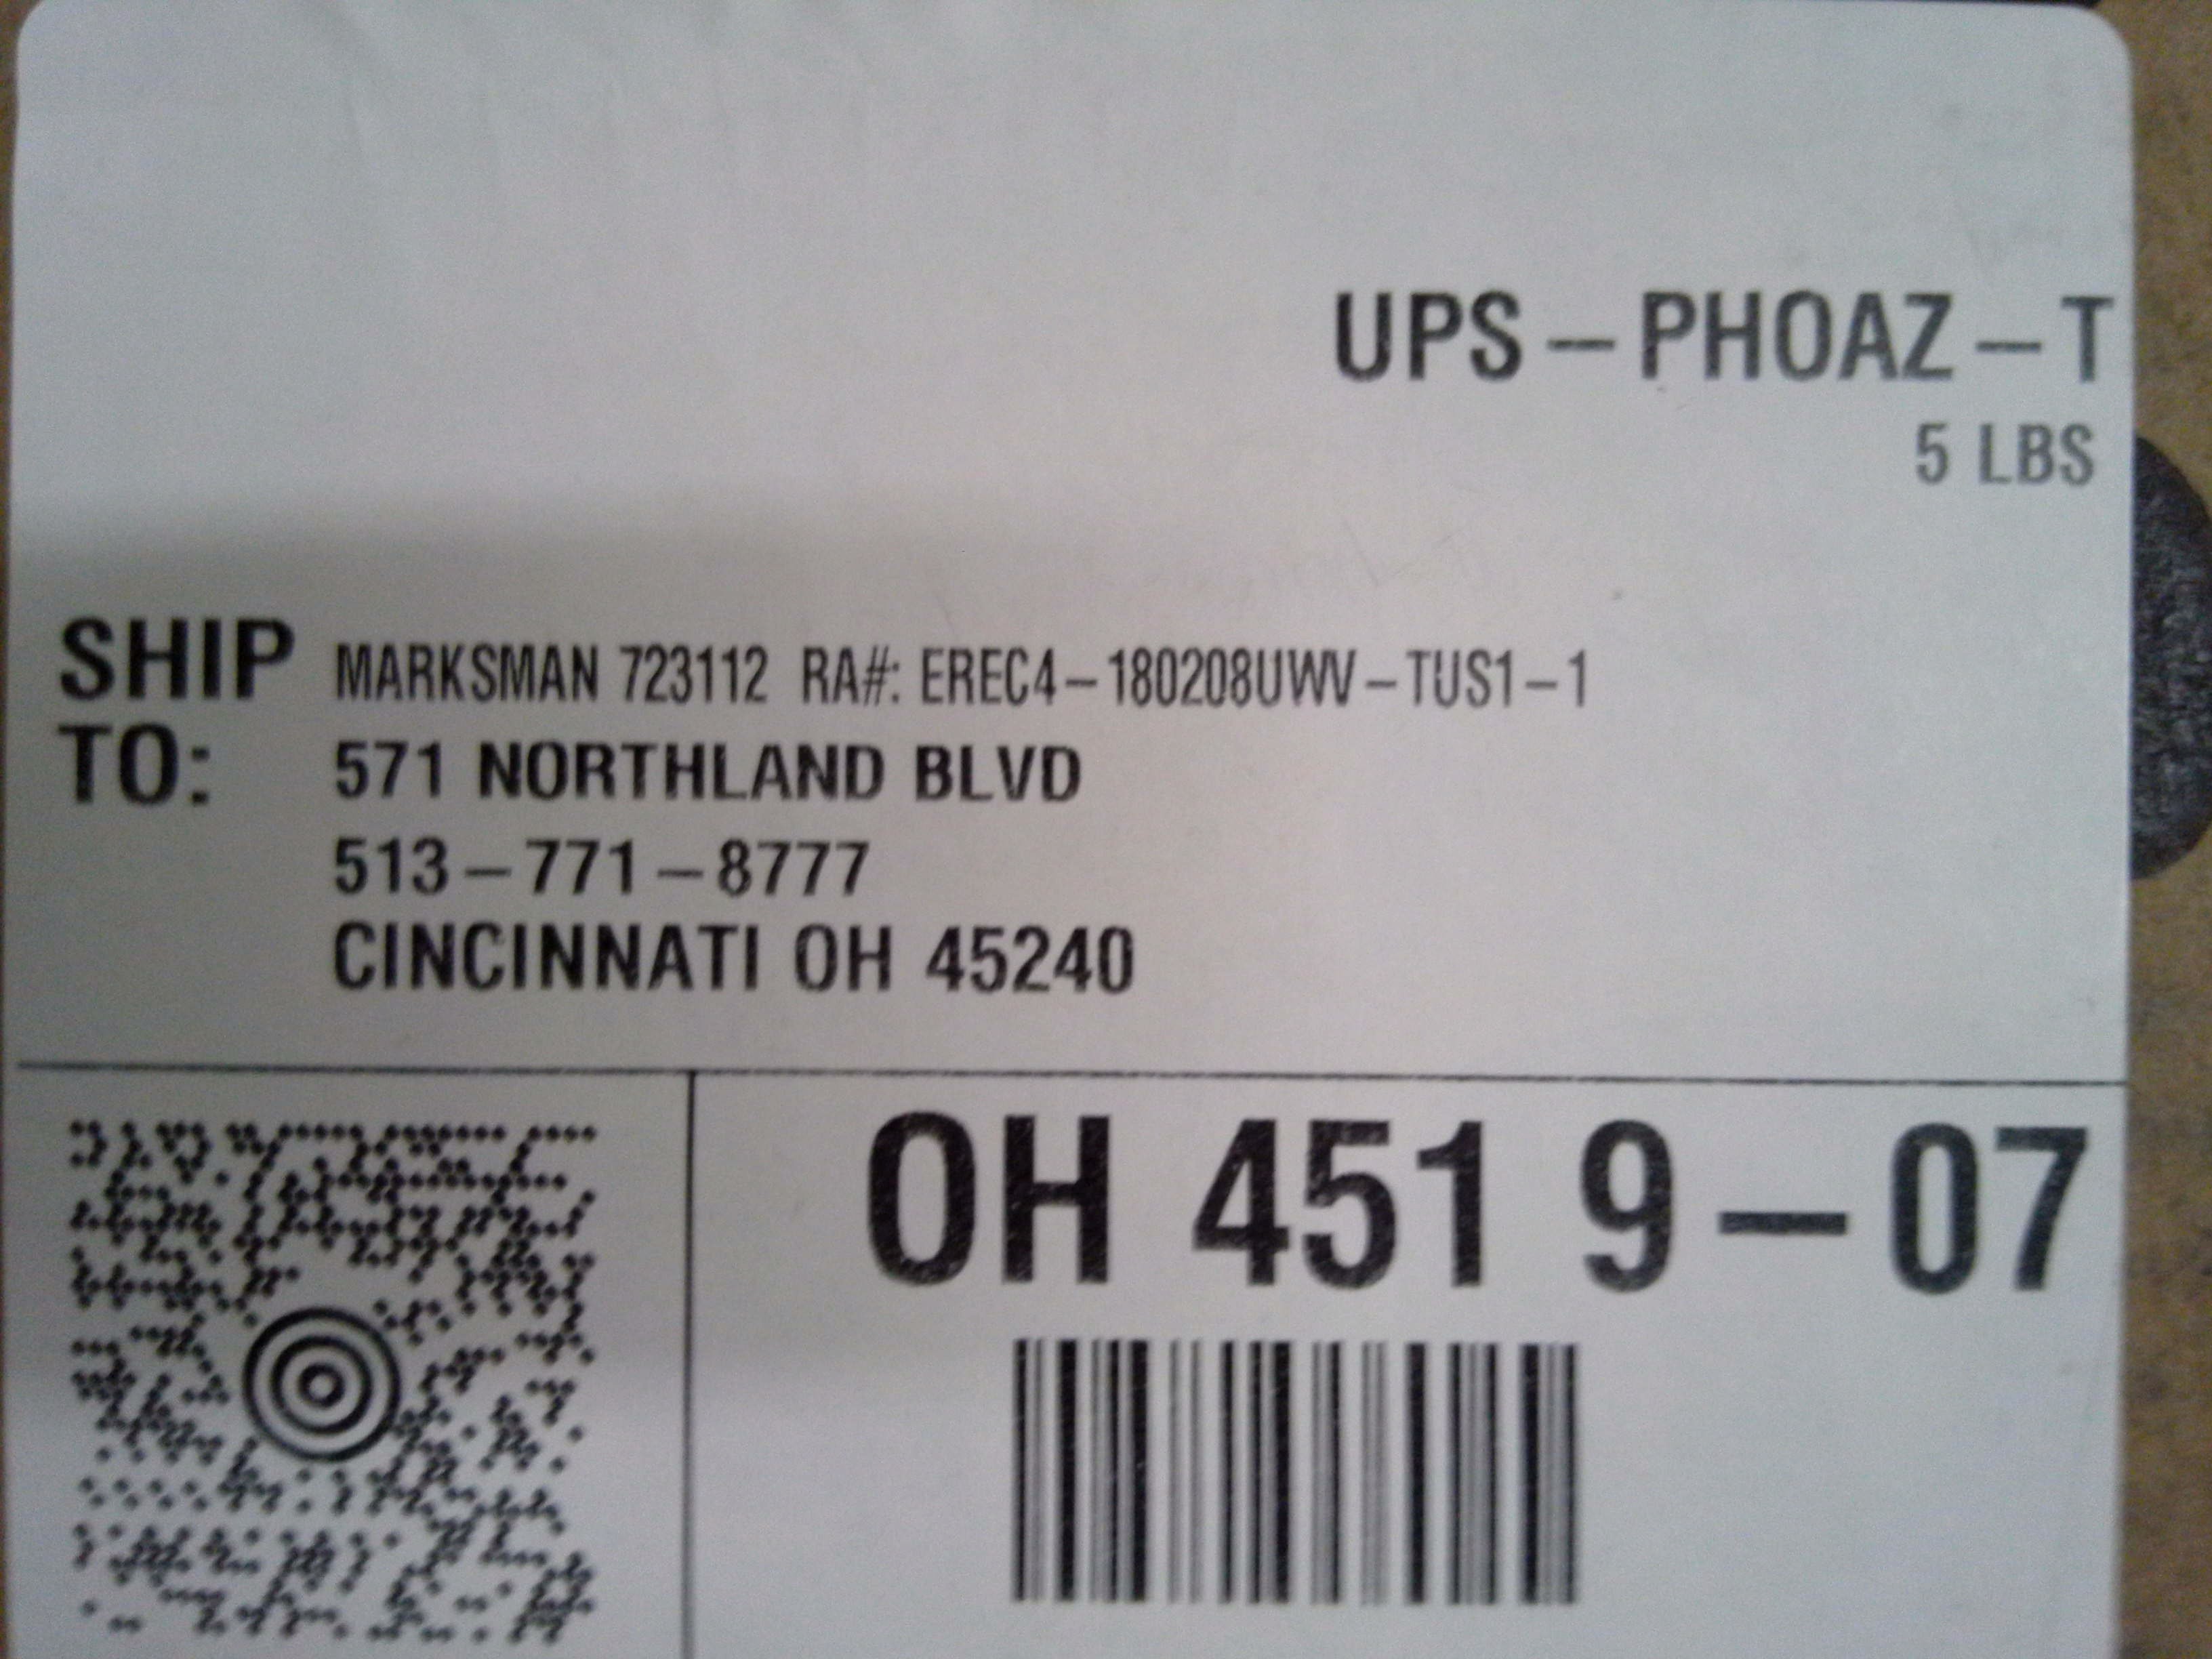 UPS – PHOAZ – T
5 LBS
SHIP TO:
MARKSMAN 723112 RA#: EREC4–180208UWV–TUS1–1
571 NORTHLAND BLVD
513–771–8777
CINCINNATI OH 45240
OH 451 9–07